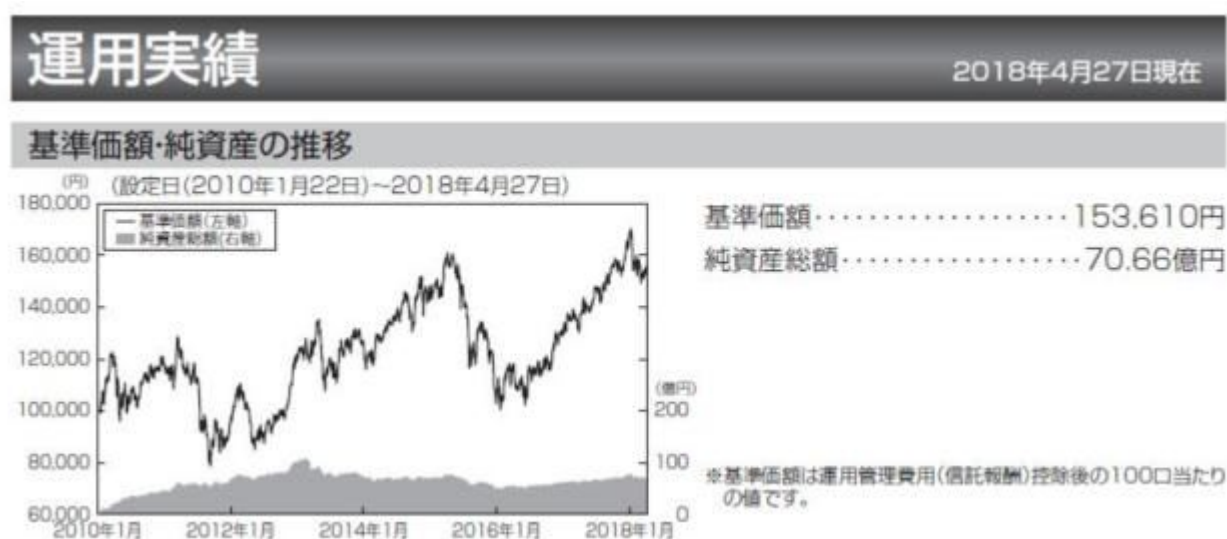 運用実績
2018年4月27日現在
基準価額・純資産の推移
(円) (設定日(2010年1月22日)~2018年4月27日)
180,000
160,000
140,000
120,000
100,000
80,000
60,000
基準価額(左軸)
純資産総額(右軸)
(億円)
200
100
0
2010年1月 2012年1月 2014年1月 2016年1月 2018年1月
基準価額・・・・・・・・・・・・・・・・・・・153,610円
純資産総額・・・・・・・・・・・・・・・・・・70.66億円
※基準価額は運用管理費用(信託報酬)控除後の100口当たり
の値です。